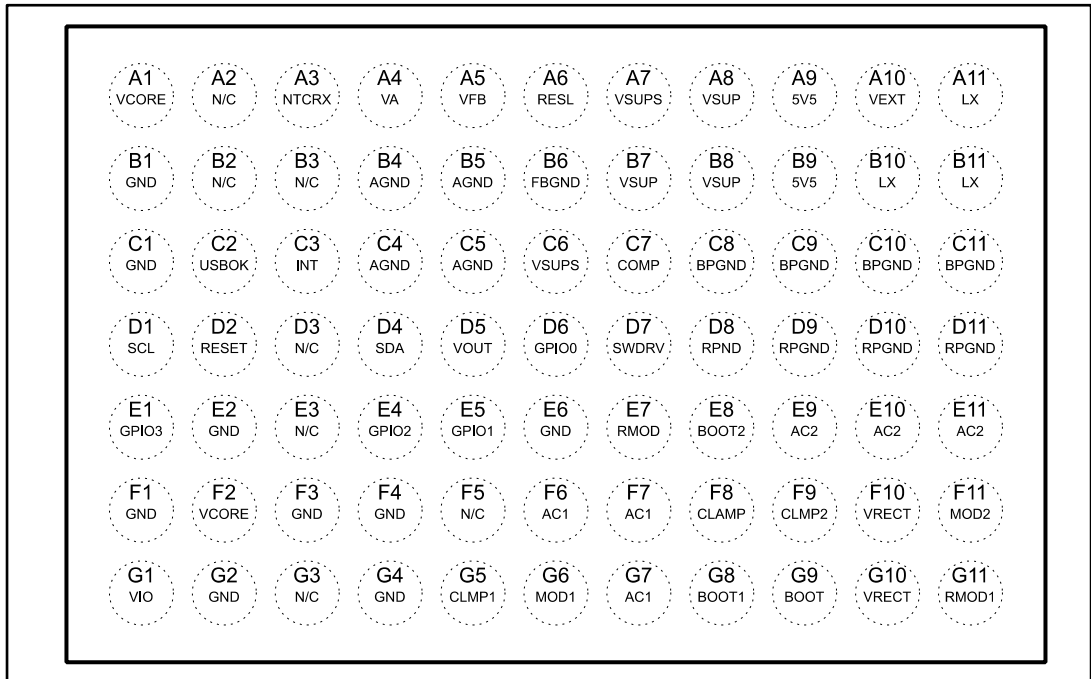 A1 A2 A3 A4 A5 A6 A7 A8 A9 A10 A11
VCORE N/C NTCRX VA VFB RESL VSUPS VSUP 5V5 VEXT LX
B1 B2 B3 B4 B5 B6 B7 B8 B9 B10 B11
GND N/C N/C AGND AGND FBGND VSUP VSUP 5V5 LX LX
C1 C2 C3 C4 C5 C6 C7 C8 C9 C10 C11
GND USBOK INT AGND AGND VSUPS COMP BPGND BPGND BPGND BPGND
D1 D2 D3 D4 D5 D6 D7 D8 D9 D10 D11
SCL RESET N/C SDA VOUT GPIO0 SWDRV RPND RPGND RPGND RPGND
E1 E2 E3 E4 E5 E6 E7 E8 E9 E10 E11
GPIO3 GND N/C GPIO2 GPIO1 GND RMOD BOOT2 AC2 AC2 AC2
F1 F2 F3 F4 F5 F6 F7 F8 F9 F10 F11
GND VCORE GND GND N/C AC1 AC1 CLAMP CLMP2 VRECT MOD2
G1 G2 G3 G4 G5 G6 G7 G8 G9 G10 G11
VIO GND N/C GND CLMP1 MOD1 AC1 BOOT1 BOOT VRECT RMOD1